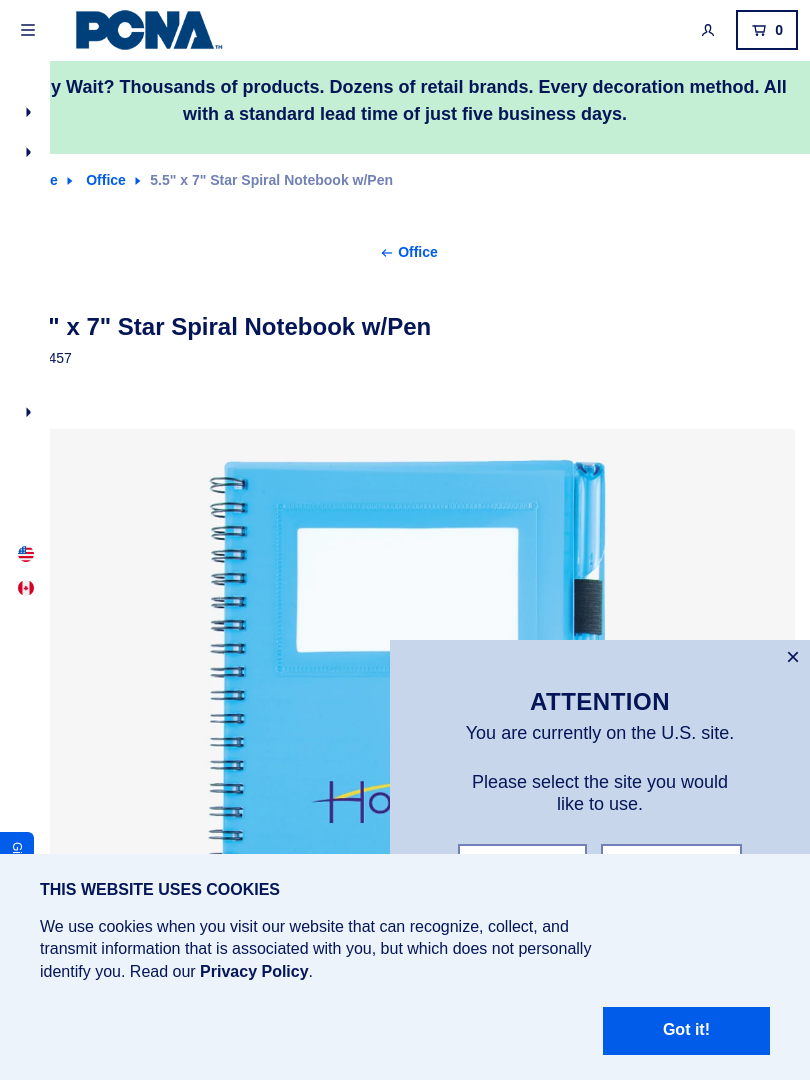 PCNA™
0
y Wait? Thousands of products. Dozens of retail brands. Every decoration method. All
with a standard lead time of just five business days.
e Office 5.5" x 7" Star Spiral Notebook w/Pen
Office
" x 7" Star Spiral Notebook w/Pen
457
ATTENTION
You are currently on the U.S. site.
Please select the site you would
like to use.
THIS WEBSITE USES COOKIES
We use cookies when you visit our website that can recognize, collect, and
transmit information that is associated with you, but which does not personally
identify you. Read our Privacy Policy.
Got it!